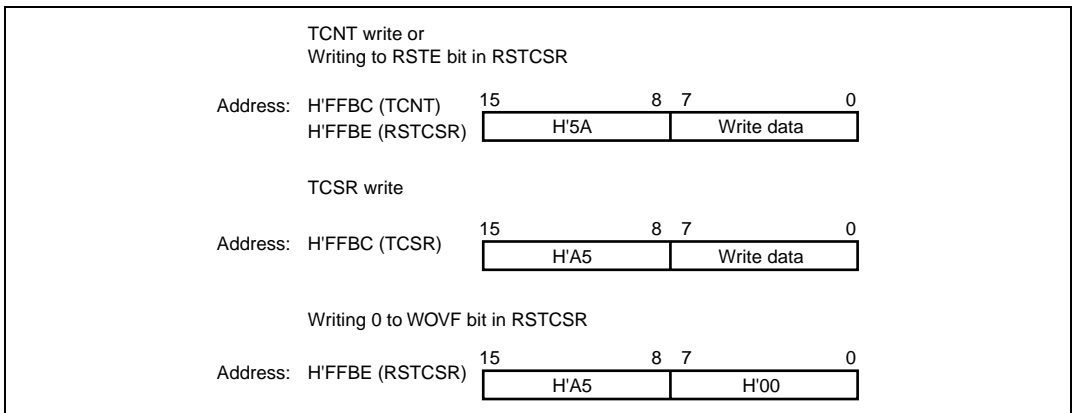 TCNT write or
Writing to RSTE bit in RSTCSR
Address: H'FFBC (TCNT) 15 8 7 0
H'FFBE (RSTCSR) H'5A Write data
TCSR write
15 8 7 0
Address: H'FFBC (TCSR) H'A5 Write data
Writing 0 to WOVF bit in RSTCSR
15 8 7 0
Address: H'FFBE (RSTCSR) H'A5 H'00